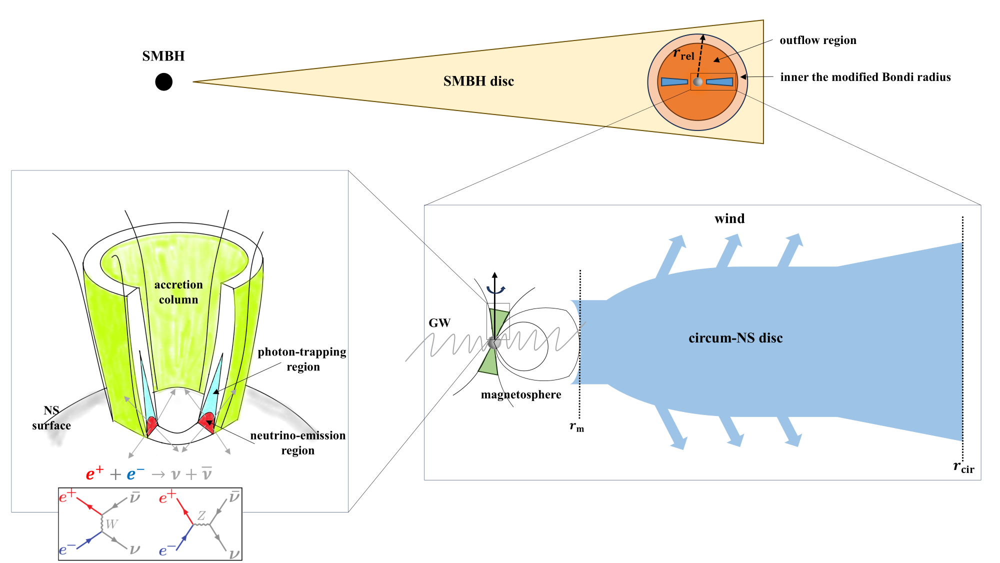 SMBH
SMBH disc
r_rel
outflow region
inner the modified Bondi radius
accretion
column
photon-trapping
region
NS
surface
neutrino-emission
region
e⁺ + e⁻ → ν + ν̄
e⁺
ν̄
W
e⁻
ν
e⁺
ν̄
Z
e⁻
ν
wind
GW
circum-NS disc
magnetosphere
r_m
r_cir